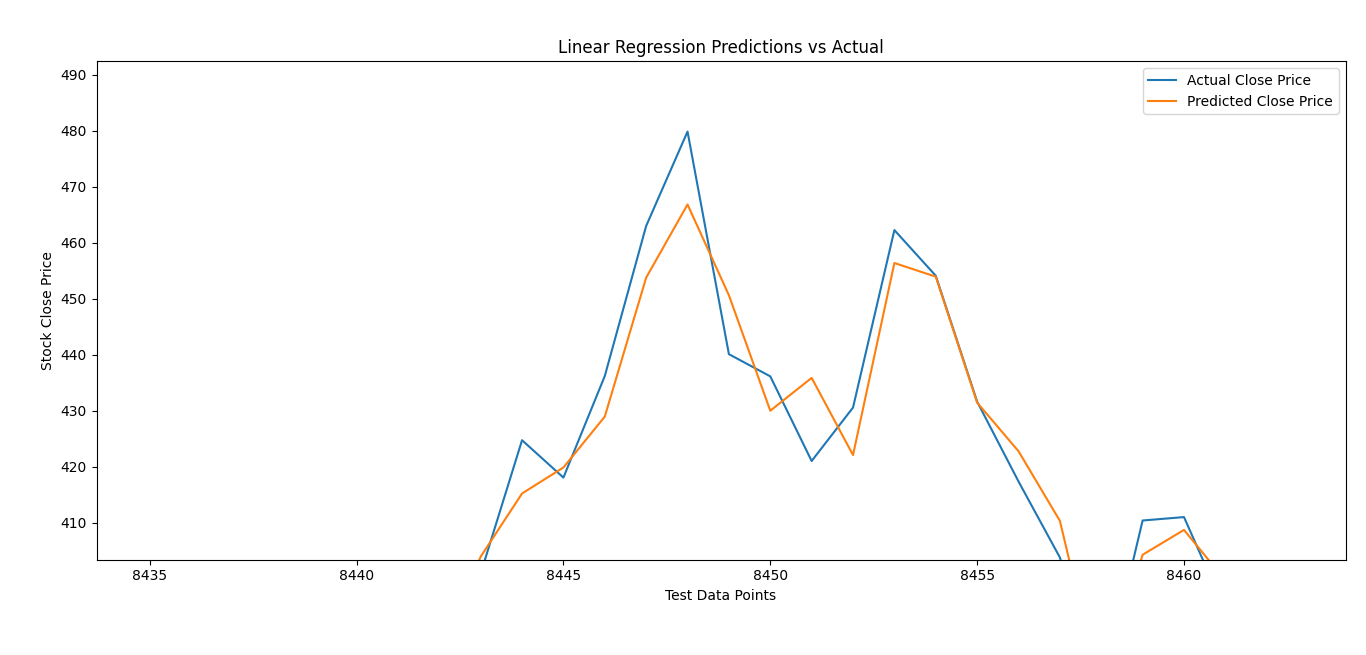 Linear Regression Predictions vs Actual
Actual Close Price
Predicted Close Price
490
480
470
460
450
440
430
420
410
Stock Close Price
8435 8440 8445 8450 8455 8460
Test Data Points